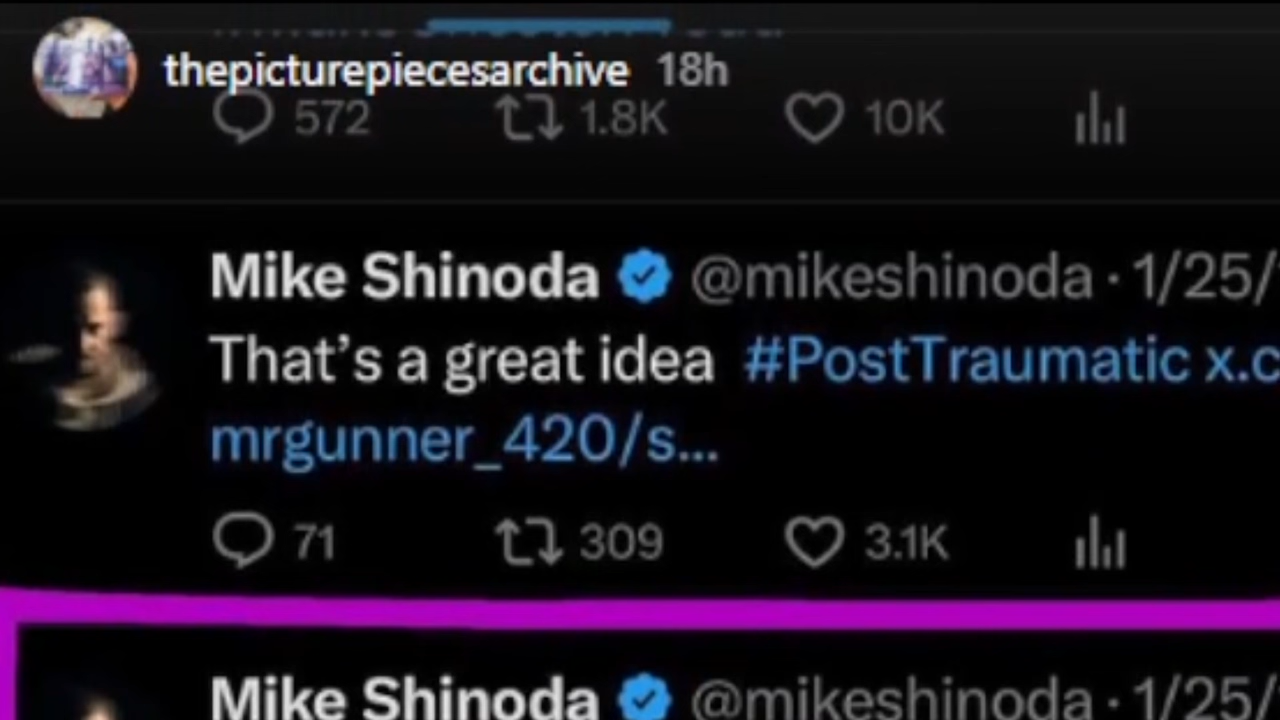 thepicturepiecesarchive 18h
572 1.8K 10K
Mike Shinoda @mikeshinoda · 1/25/
That’s a great idea #PostTraumatic x.c
mrgunner_420/s...
71 309 3.1K
Mike Shinoda @mikeshinoda · 1/25/